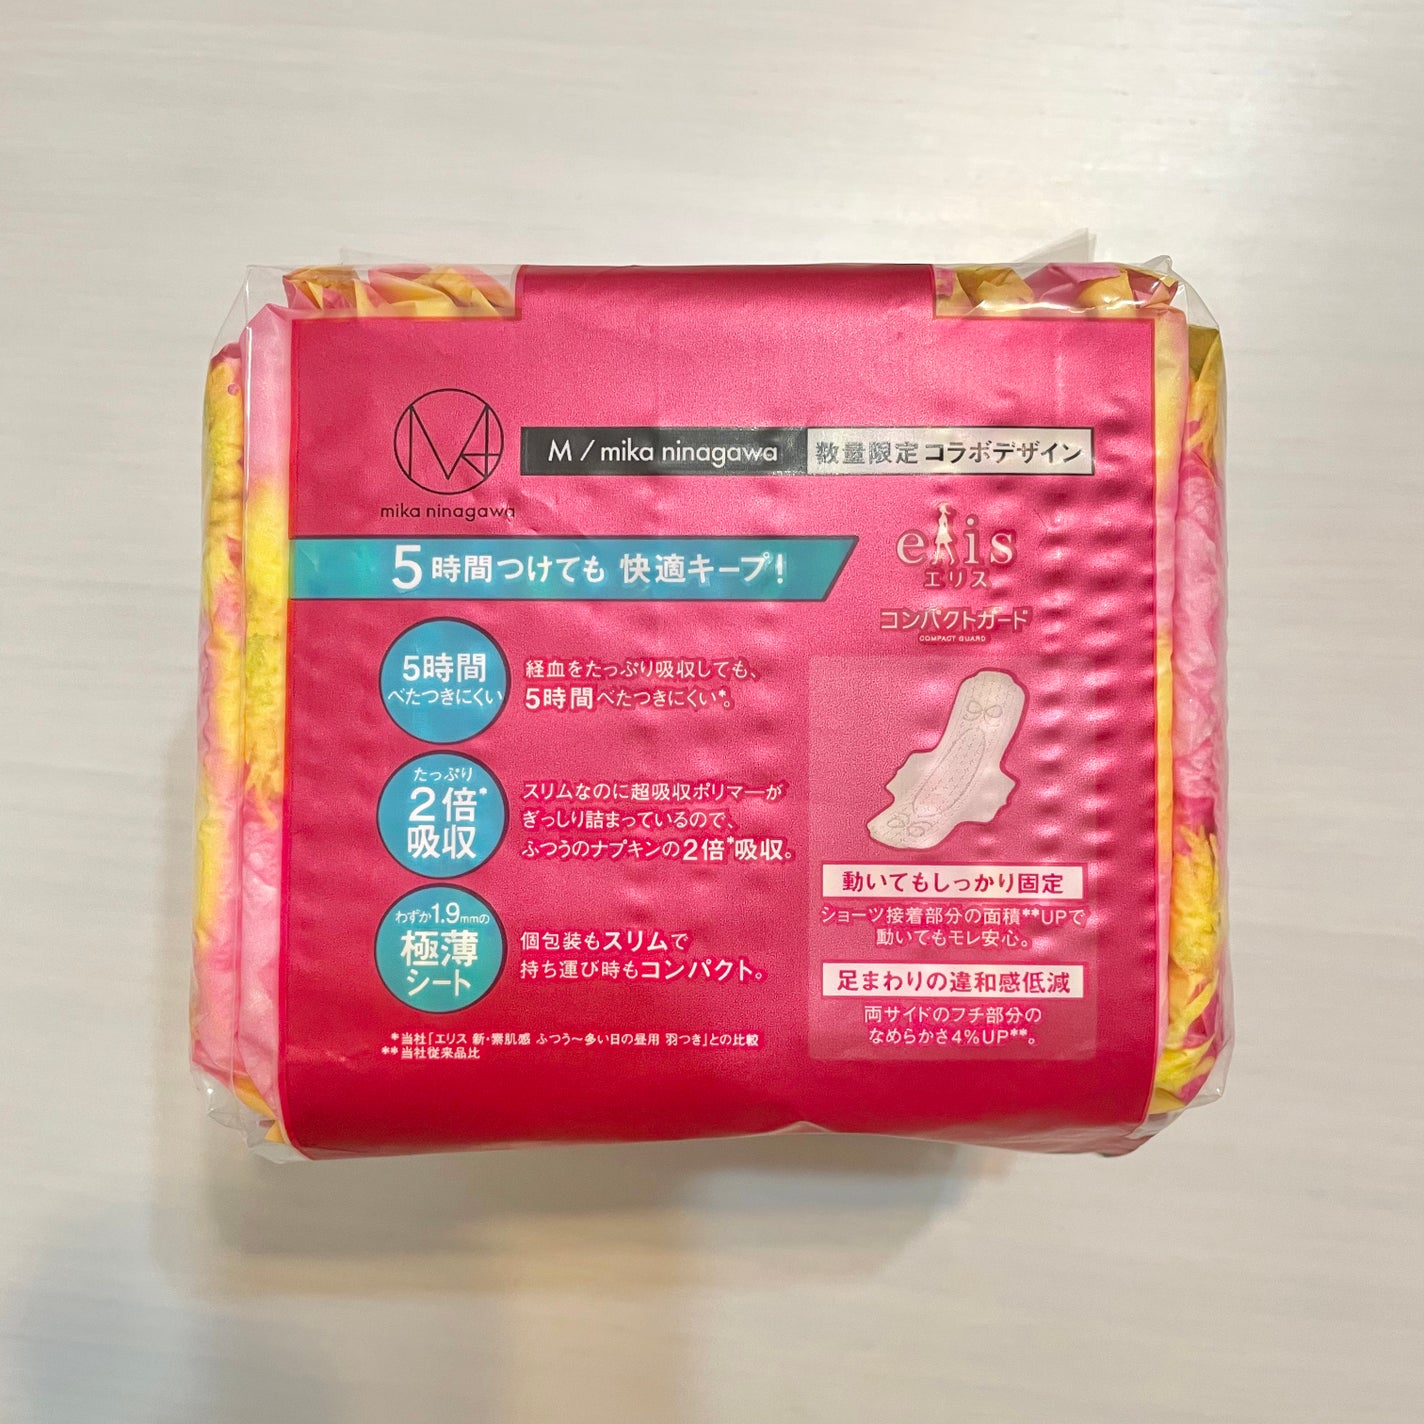 mika ninagawa
M / mika ninagawa 数量限定コラボデザイン
elis
エリス
コンパクトガード
COMPACT GUARD
5時間つけても 快適キープ!
5時間
べたつきにくい
経血をたっぷり吸収しても、
5時間べたつきにくい*。
たっぷり
2倍*
吸収
スリムなのに超吸収ポリマーが
ぎっしり詰まっているので、
ふつうのナプキンの2倍*吸収。
わずか1.9mmの
極薄
シート
個包装もスリムで
持ち運び時もコンパクト。
*当社「エリス 新・素肌感 ふつう〜多い日の昼用 羽つき」との比較
**当社従来品比
動いてもしっかり固定
ショーツ接着部分の面積**UPで
動いてもモレ安心。
足まわりの違和感低減
両サイドのフチ部分の
なめらかさ4%UP**。